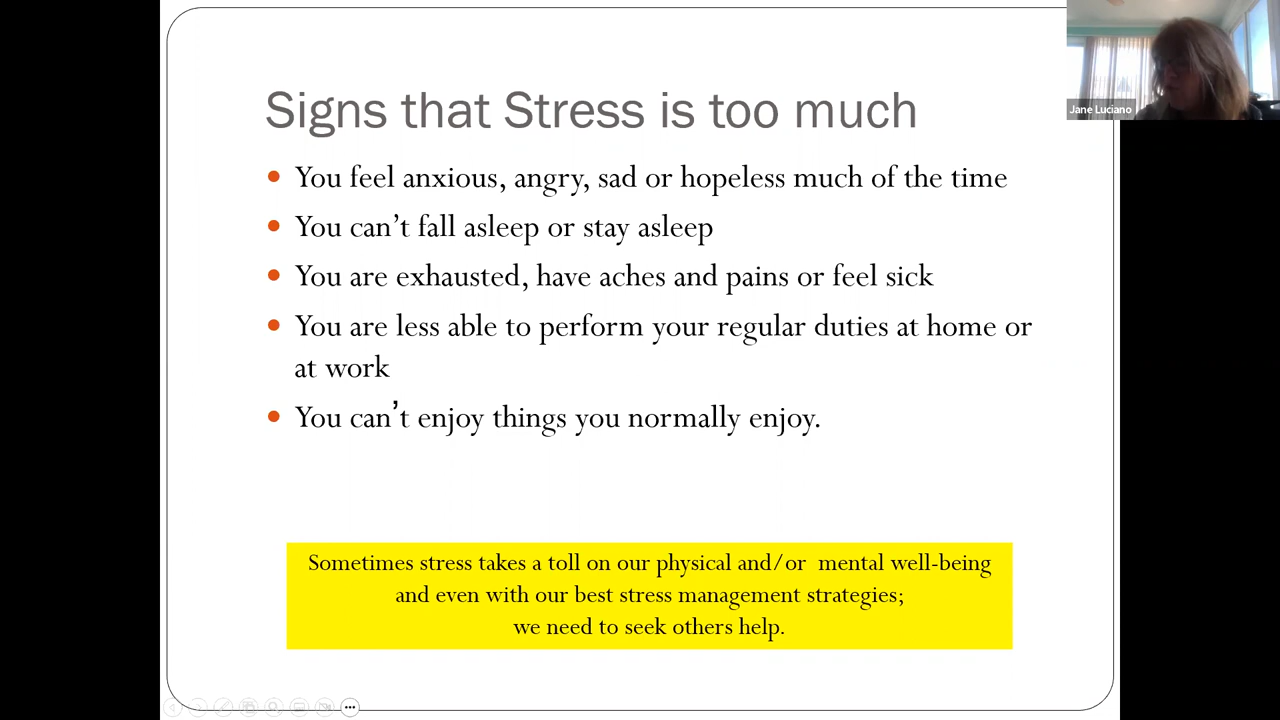 Signs that Stress is too much
Jane Luciano
• You feel anxious, angry, sad or hopeless much of the time
• You can’t fall asleep or stay asleep
• You are exhausted, have aches and pains or feel sick
• You are less able to perform your regular duties at home or
at work
• You can’t enjoy things you normally enjoy.
Sometimes stress takes a toll on our physical and/or  mental well-being
and even with our best stress management strategies;
we need to seek others help.